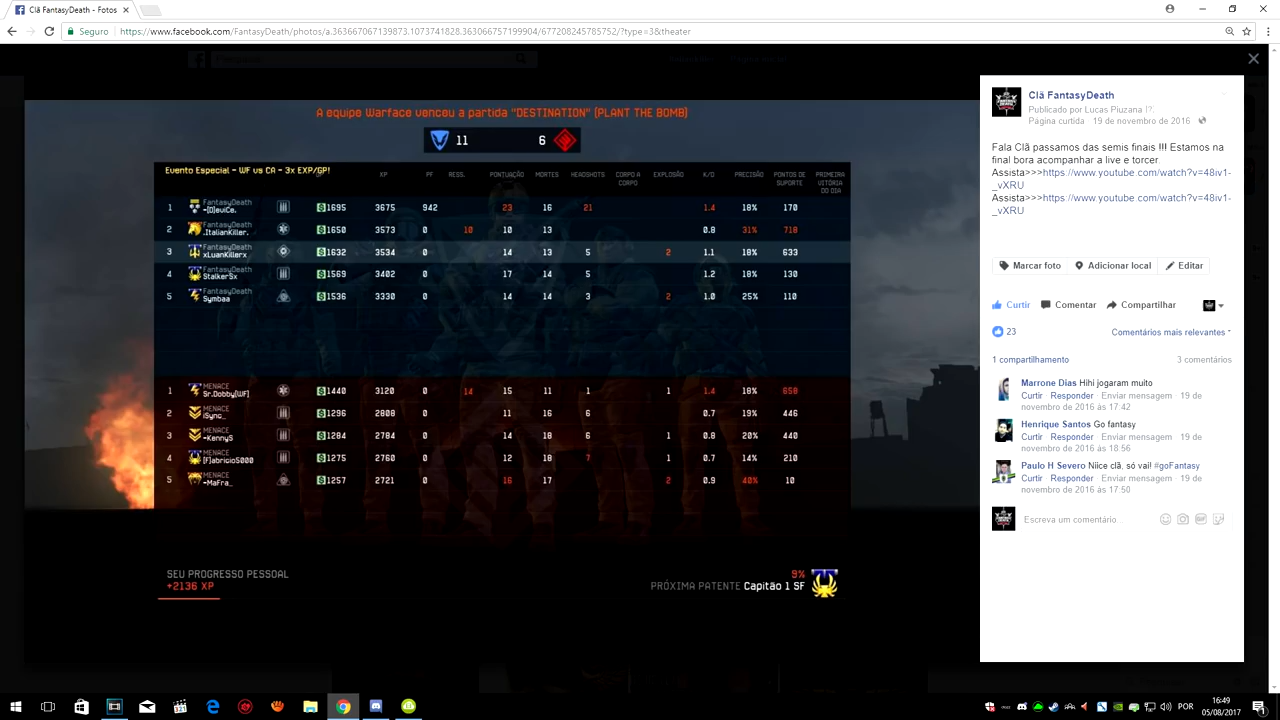 Clã FantasyDeath - Fotos
Seguro https://www.facebook.com/FantasyDeath/photos/a.363667067139873.1073741828.363066757199904/677201245785752/?type=3&theater
A equipe Warface venceu a partida "DESTINATION" (PLANT THE BOMB)
11 6
Evento Especial - WF vs CA - 3x EXP/GP! KP PF RESS. PONTUAÇÃO MORTES HEADSHOTS CORPO A CORPO EXPLOSÃO K/D PRECISÃO PONTOS DE SUPORTE PRIMEIRA VITÓRIA DO DIA
1 FantasyDeath -[D]eviCe. $1695 3675 942 23 16 21 1.4 18% 170
2 FantasyDeath .ItalianKiller. $1650 3573 0 10 10 13 0.8 31% 718
3 FantasyDeath xLuanKillerx $1632 3534 0 14 13 5 2 1.1 18% 633
4 FantasyDeath StalkerSx $1569 3402 0 17 14 5 1.2 18% 130
5 FantasyDeath Symbaa $1536 3330 0 14 14 3 2 1.0 25% 110
1 MENACE Sr.Dobby[WF] $1440 3120 0 14 15 11 1 1 1.4 18% 658
2 MENACE iSync_ $1296 2808 0 11 16 6 0.7 19% 446
3 MENACE -KennyS $1284 2784 0 14 18 6 1 0.8 20% 440
4 MENACE [F]abricio5000 $1275 2760 0 12 18 7 1 0.7 14% 210
5 MENACE -MaFra_ $1257 2721 0 16 17 2 0.9 40% 10
SEU PROGRESSO PESSOAL
+2136 XP
9%
PRÓXIMA PATENTE Capitão 1 SF
Clã FantasyDeath
Publicado por Lucas Piuzana [?]
Página curtida · 19 de novembro de 2016
Fala Clã passamos das semis finais !!! Estamos na
final bora acompanhar a live e torcer.
Assista>>>https://www.youtube.com/watch?v=48iv1-
_vXRU
Assista>>>https://www.youtube.com/watch?v=48iv1-
_vXRU
Marcar foto Adicionar local Editar
Curtir Comentar Compartilhar
23 Comentários mais relevantes
1 compartilhamento 3 comentários
Marrone Dias Hihi jogaram muito
Curtir · Responder · Enviar mensagem · 19 de
novembro de 2016 às 17:42
Henrique Santos Go fantasy
Curtir · Responder · Enviar mensagem · 19 de
novembro de 2016 às 18:56
Paulo H Severo Niice clã, só vai! #goFantasy
Curtir · Responder · Enviar mensagem · 19 de
novembro de 2016 às 17:50
Escreva um comentário...
POR 16:49
05/08/2017